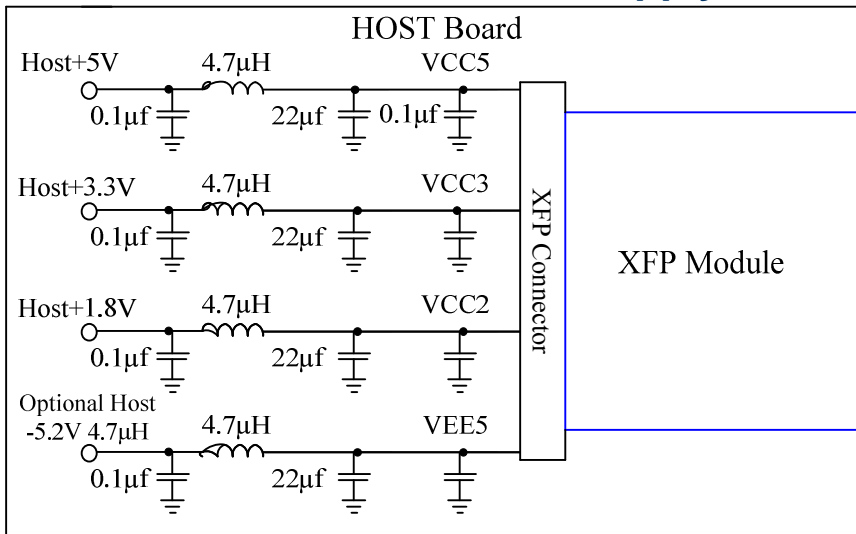 HOST Board
Host+5V
4.7μH
VCC5
0.1μf
22μf
0.1μf
Host+3.3V
4.7μH
VCC3
0.1μf
22μf
Host+1.8V
4.7μH
VCC2
0.1μf
22μf
Optional Host
-5.2V 4.7μH
4.7μH
VEE5
0.1μf
22μf
XFP Connector
XFP Module